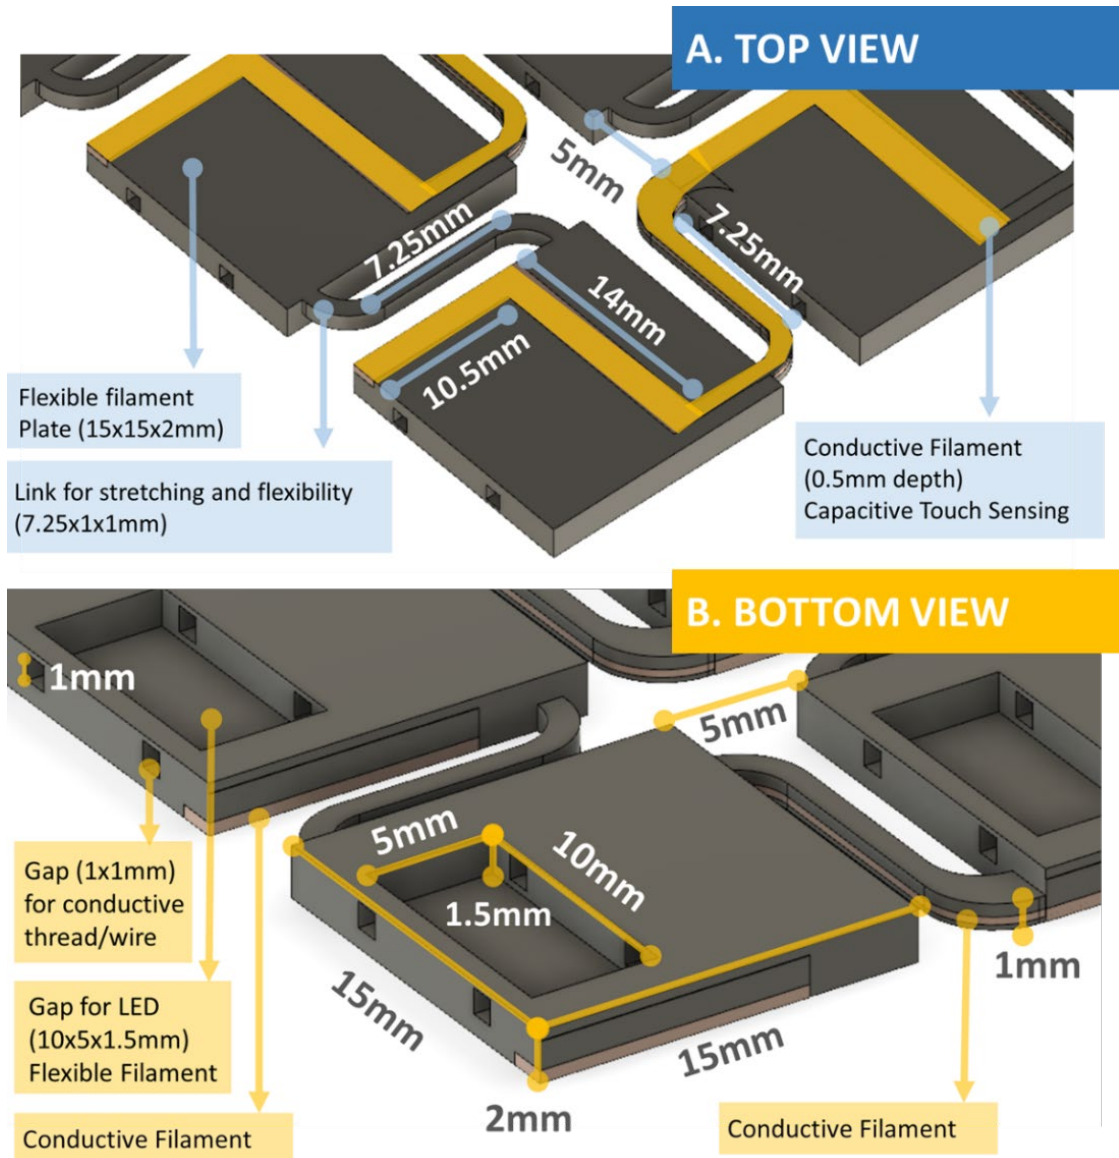 A. TOP VIEW
5mm
7.25mm
7.25mm
14mm
10.5mm
Flexible filament
Plate (15x15x2mm)
Link for stretching and flexibility
(7.25x1x1mm)
Conductive Filament
(0.5mm depth)
Capacitive Touch Sensing
B. BOTTOM VIEW
1mm
5mm
5mm
10mm
1.5mm
1mm
15mm
15mm
2mm
Gap (1x1mm)
for conductive
thread/wire
Gap for LED
(10x5x1.5mm)
Flexible Filament
Conductive Filament
Conductive Filament